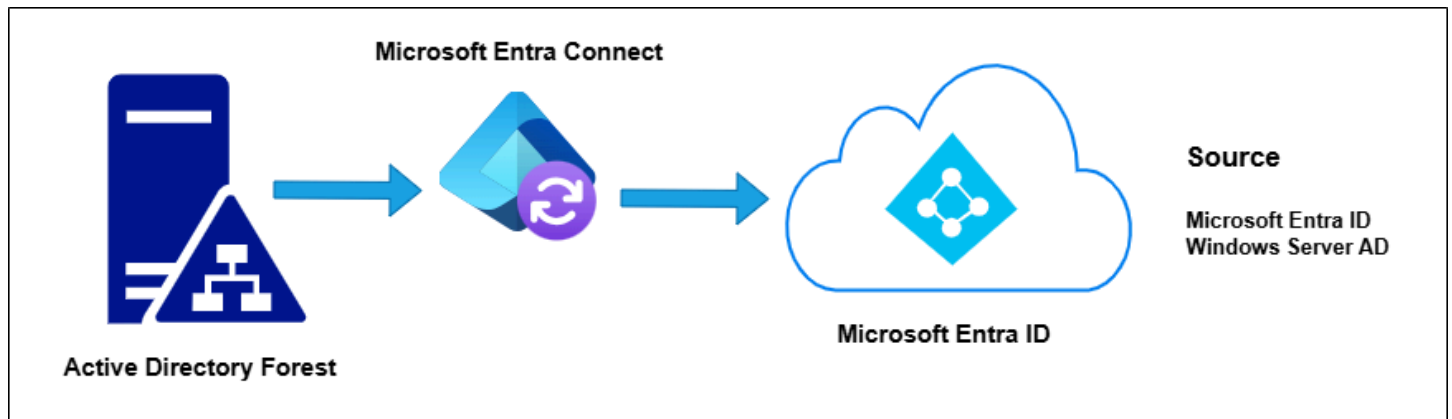 Microsoft Entra Connect
Source
Microsoft Entra ID
Windows Server AD
Microsoft Entra ID
Active Directory Forest